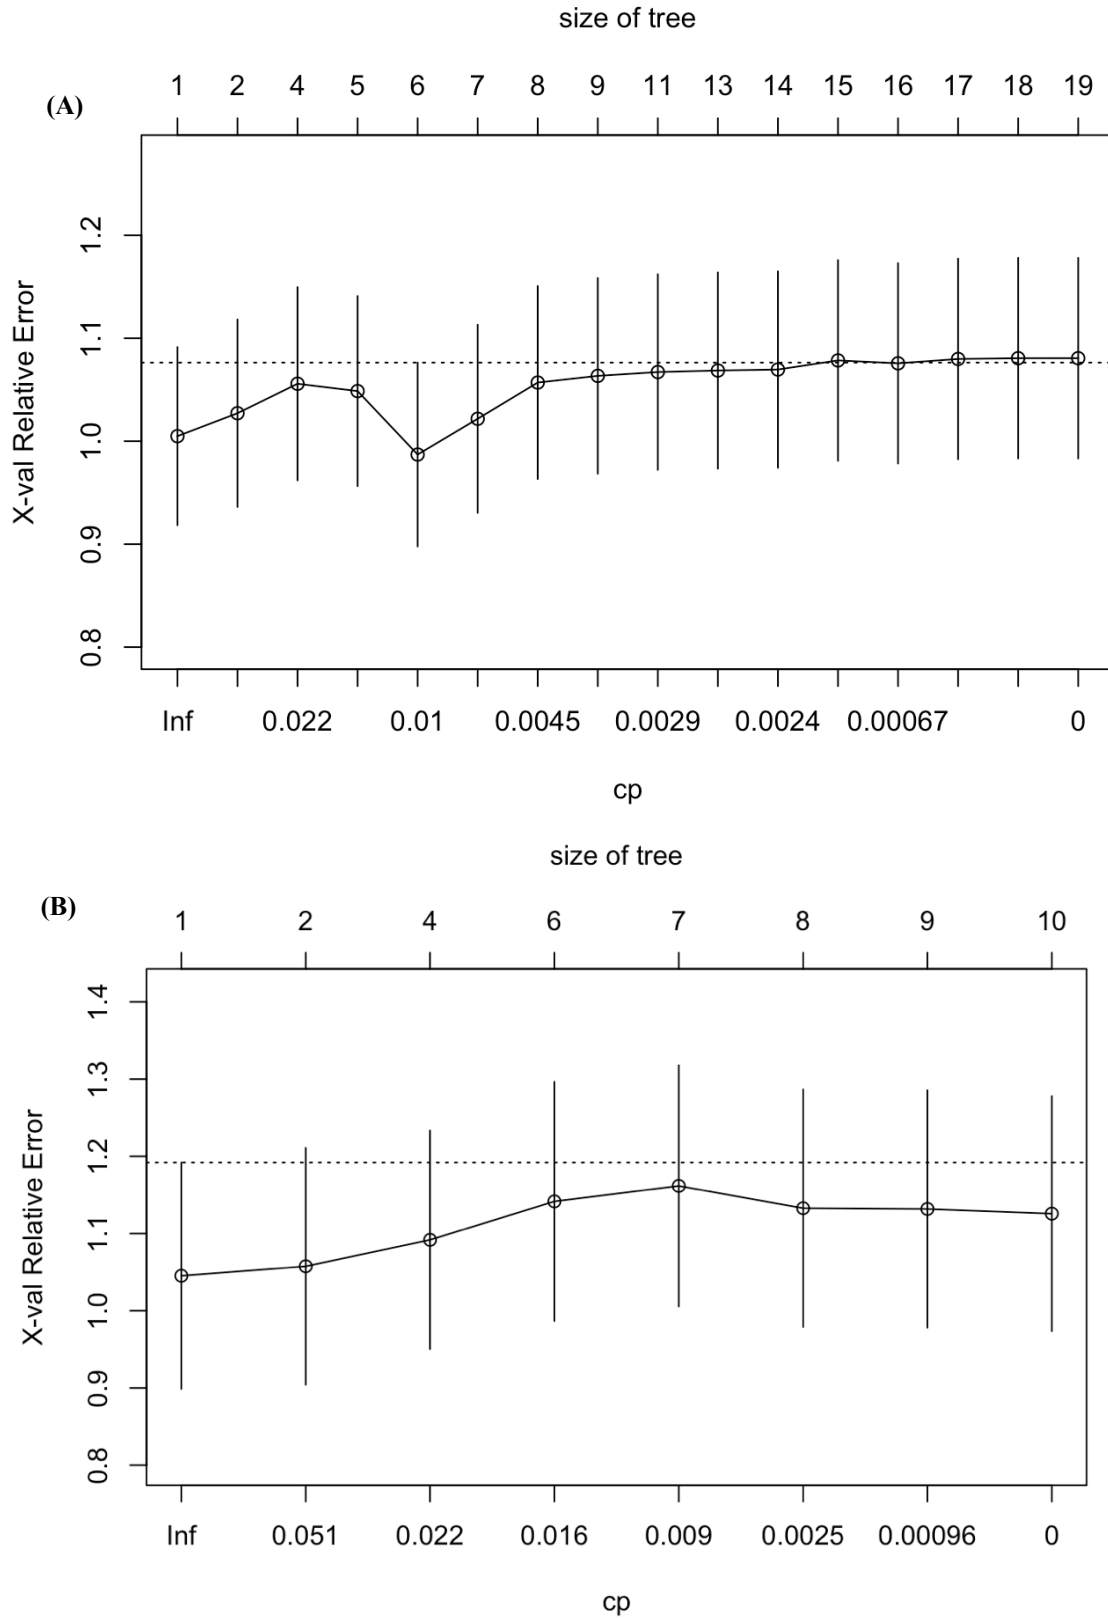 size of tree
(A)
1 2 4 5 6 7 8 9 11 13 14 15 16 17 18 19
X-val Relative Error
1.2
1.1
1.0
0.9
0.8
Inf 0.022 0.01 0.0045 0.0029 0.0024 0.00067 0
cp
size of tree
(B)
1 2 4 6 7 8 9 10
X-val Relative Error
1.4
1.3
1.2
1.1
1.0
0.9
0.8
Inf 0.051 0.022 0.016 0.009 0.0025 0.00096 0
cp